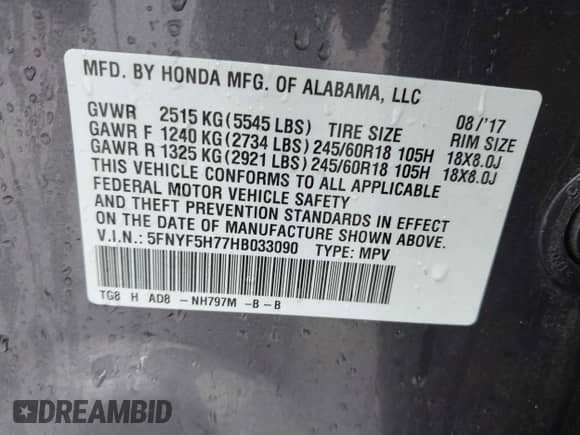 MFD. BY HONDA MFG. OF ALABAMA, LLC
GVWR 2515 KG (5545 LBS) TIRE SIZE 08/'17 RIM SIZE
GAWR F 1240 KG (2734 LBS) 245/60R18 105H 18X8.0J
GAWR R 1325 KG (2921 LBS) 245/60R18 105H 18X8.0J
THIS VEHICLE CONFORMS TO ALL APPLICABLE
FEDERAL MOTOR VEHICLE SAFETY
AND THEFT PREVENTION STANDARDS IN EFFECT
ON THE DATE OF MANUFACTURE SHOWN ABOVE.
V.I.N.: 5FNYF5H77HB033090 TYPE: MPV
TG8 H AD8 - NH797M -B - B
DREAMBID